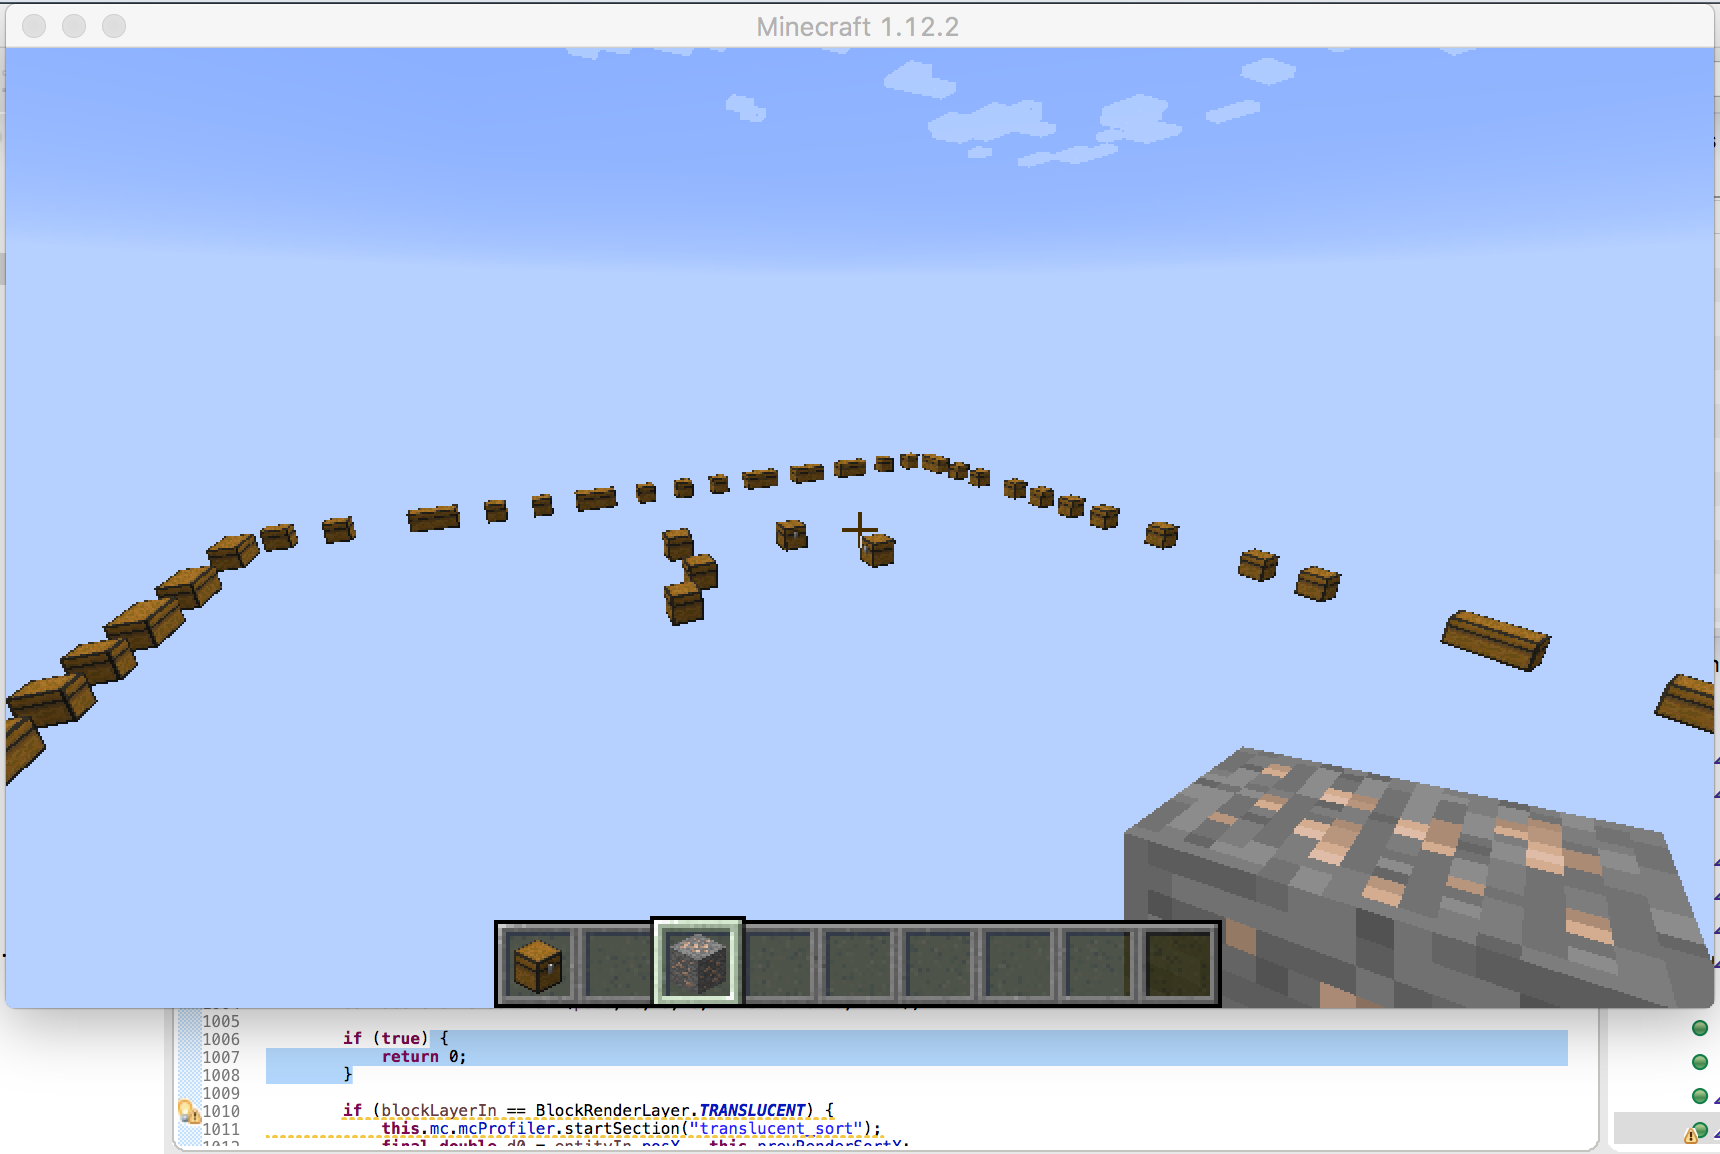 Minecraft 1.12.2
1005
1006 if (true) {
1007 return 0;
1008 }
1009
1010 if (blockLayerIn == BlockRenderLayer.TRANSLUCENT) {
1011 this.mc.mcProfiler.startSection("translucent_sort");